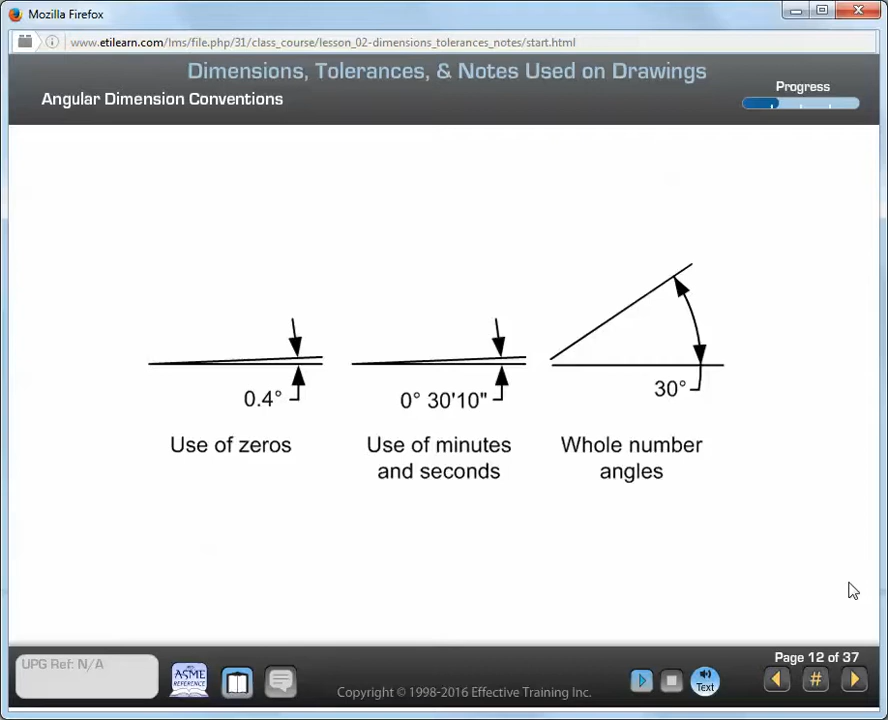 Mozilla Firefox
www.etilearn.com/lms/file.php/31/class_course/lesson_02-dimensions_tolerances_notes/start.html
Dimensions, Tolerances, & Notes Used on Drawings
Angular Dimension Conventions
Progress
0.4°
0° 30'10"
30°
Use of zeros
Use of minutes
and seconds
Whole number
angles
UPG Ref: N/A
ASME
REFERENCE
Text
Page 12 of 37
#
Copyright © 1998-2016 Effective Training Inc.